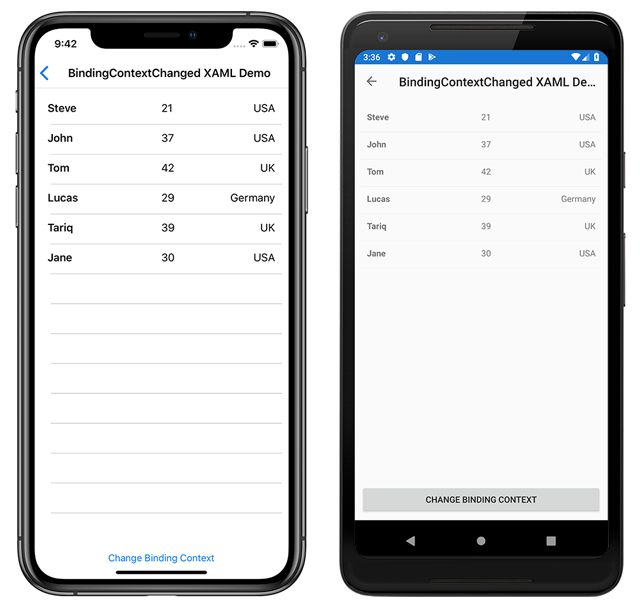 9:42
BindingContextChanged XAML Demo
Steve 21 USA
John 37 USA
Tom 42 UK
Lucas 29 Germany
Tariq 39 UK
Jane 30 USA
Change Binding Context
3:36
BindingContextChanged XAML De...
Steve 21 USA
John 37 USA
Tom 42 UK
Lucas 29 Germany
Tariq 39 UK
Jane 30 USA
CHANGE BINDING CONTEXT